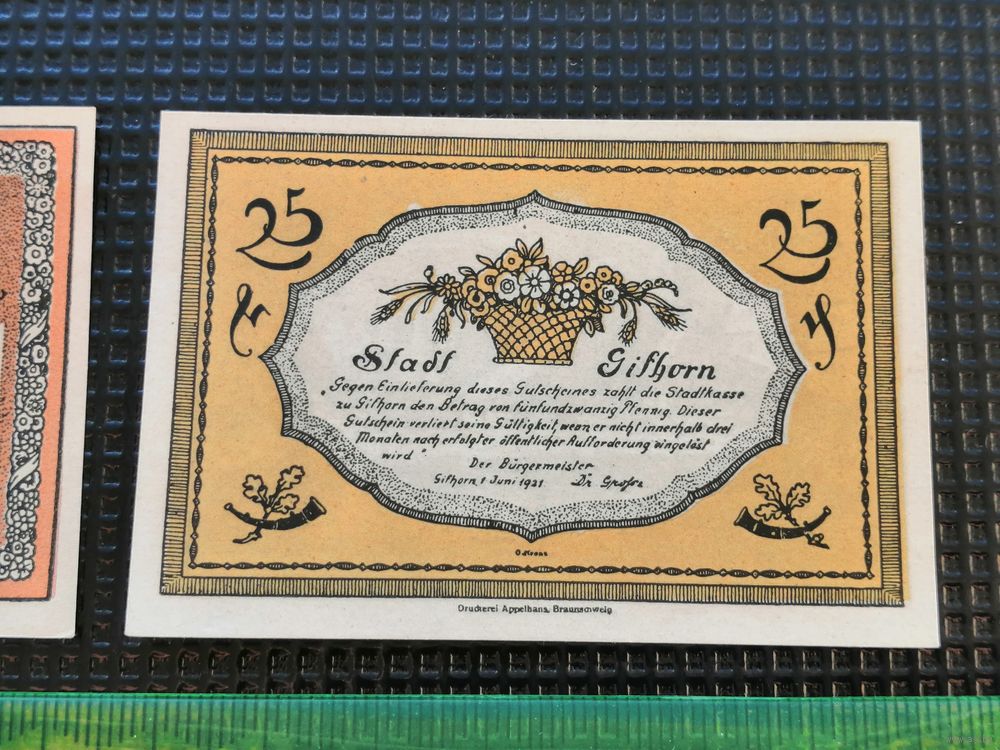 25 25
Stadt Gifhorn
„Gegen Einlieferung dieses Gutscheines zahlt die Stadtkasse
zu Gifhorn den Betrag von fünfundzwanzig Pfennig. Dieser
Gutschein verliert seine Gültigkeit, wenn er nicht innerhalb drei
Monaten nach erfolgter öffentlicher Aufforderung eingelöst
wird"
Der Bürgermeister
Gifhorn, 1 Juni 1921 Dr Große
Druckerei Appelhans, Braunschweig